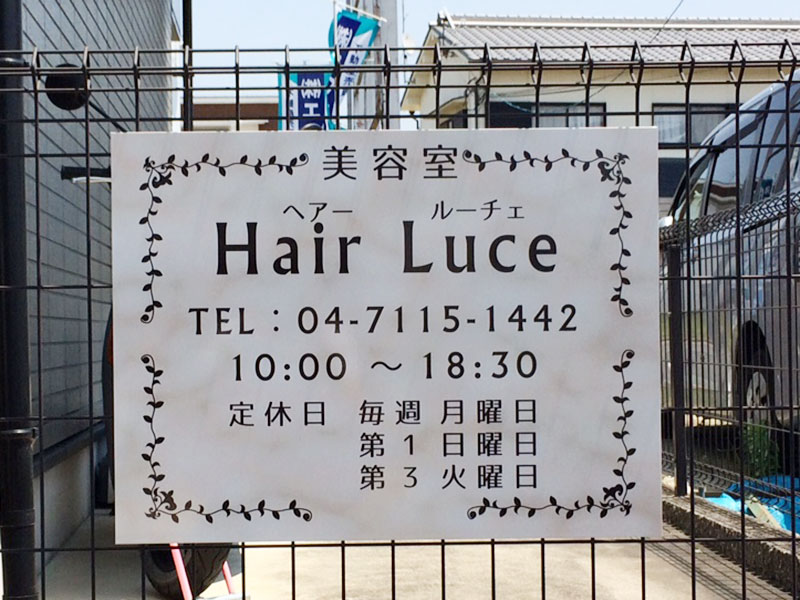 美容室
ヘアー ルーチェ
Hair Luce
TEL：04-7115-1442
10:00 ～ 18:30
定休日 毎週 月曜日
第1 日曜日
第3 火曜日